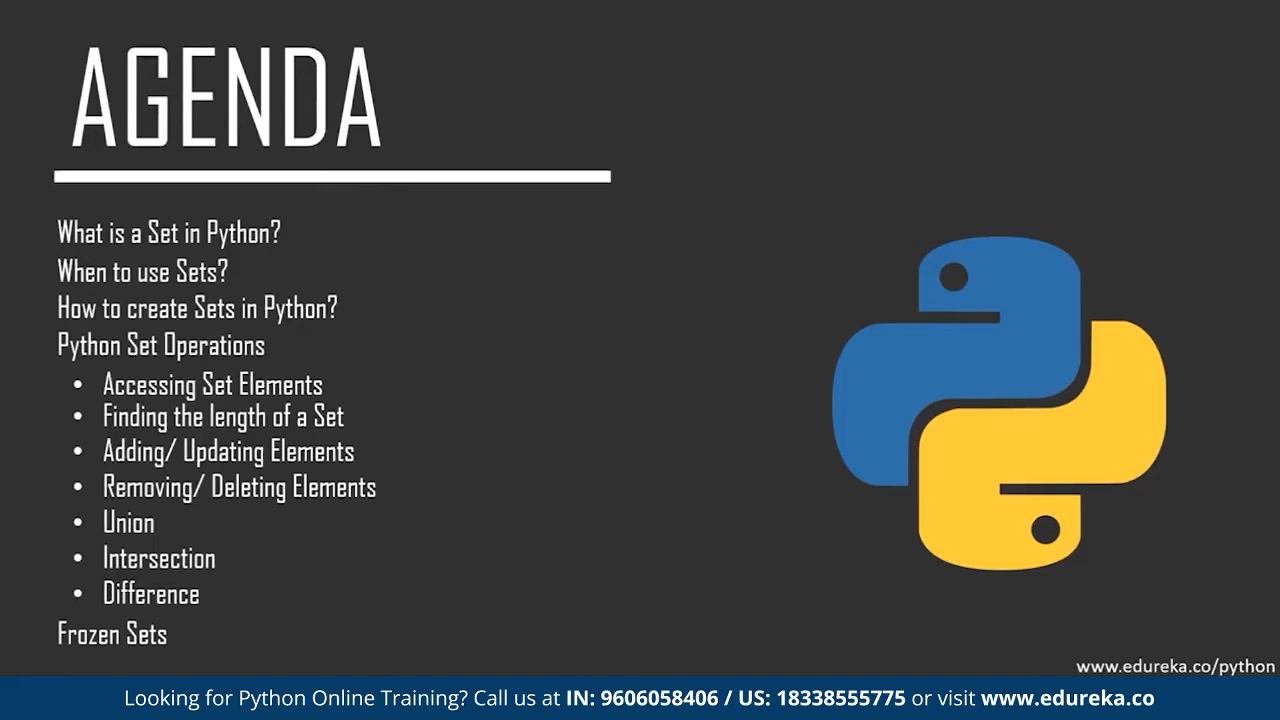 AGENDA
What is a Set in Python?
When to use Sets?
How to create Sets in Python?
Python Set Operations
• Accessing Set Elements
• Finding the length of a Set
• Adding/ Updating Elements
• Removing/ Deleting Elements
• Union
• Intersection
• Difference
Frozen Sets
www.edureka.co/python
Looking for Python Online Training? Call us at IN: 9606058406 / US: 18338555775 or visit www.edureka.co